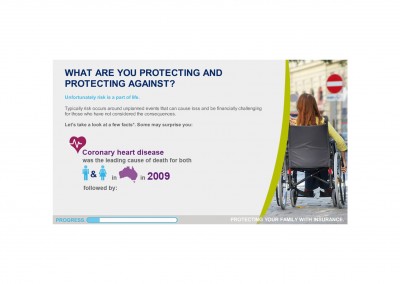 WHAT ARE YOU PROTECTING AND
PROTECTING AGAINST?
Unfortunately risk is a part of life.
Typically risk occurs around unplanned events that can cause loss and be financially challenging
for those who have not considered the consequences.
Let's take a look at a few facts*. Some may surprise you:
Coronary heart disease
was the leading cause of death for both
& in in 2009
followed by:
PROGRESS:
PROTECTING YOUR FAMILY WITH INSURANCE.